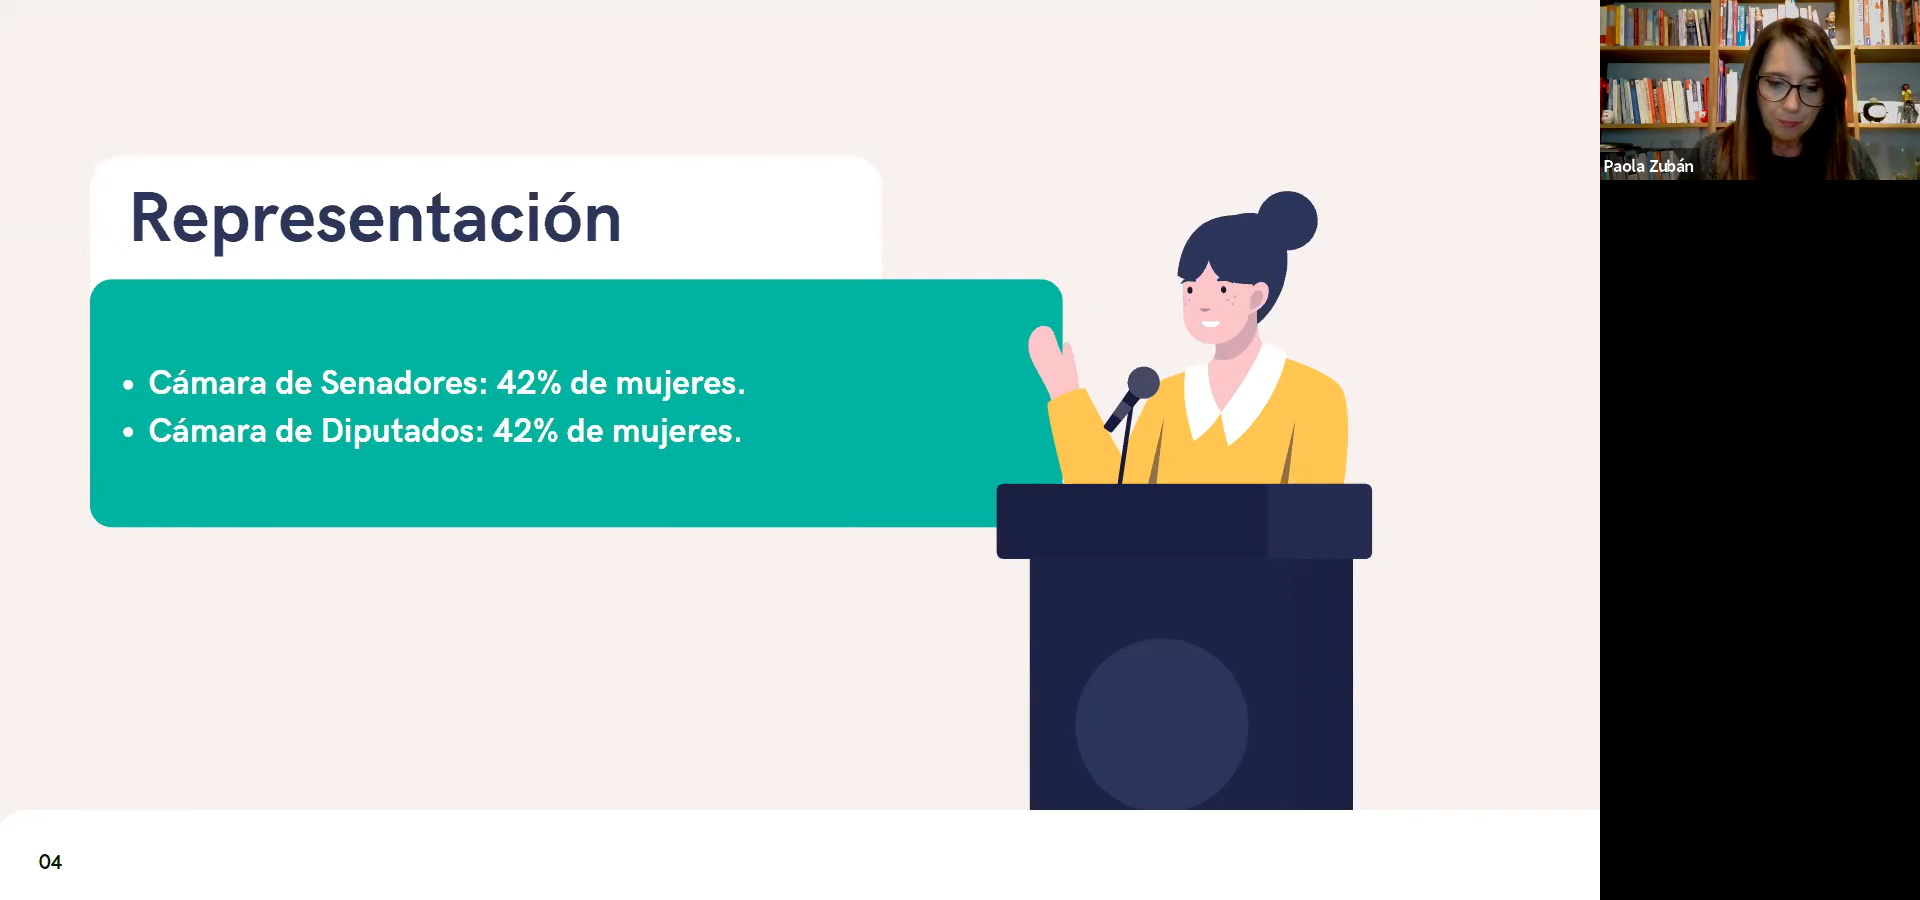 Representación
• Cámara de Senadores: 42% de mujeres.
• Cámara de Diputados: 42% de mujeres.
04
Paola Zubán